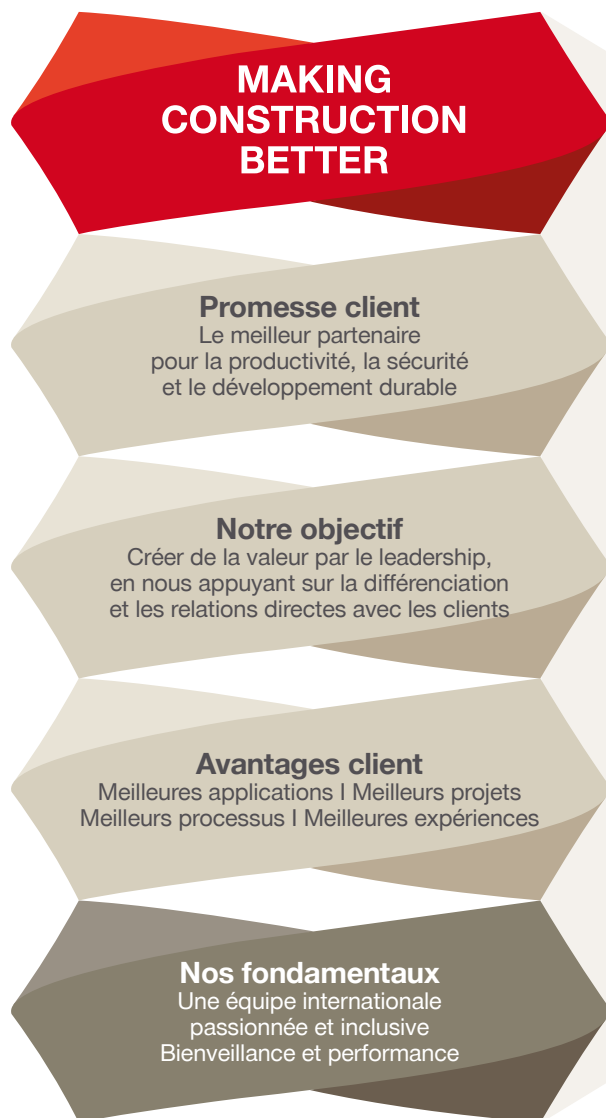 MAKING
CONSTRUCTION
BETTER
Promesse client
Le meilleur partenaire
pour la productivité, la sécurité
et le développement durable
Notre objectif
Créer de la valeur par le leadership,
en nous appuyant sur la différenciation
et les relations directes avec les clients
Avantages client
Meilleures applications I Meilleurs projets
Meilleurs processus I Meilleures expériences
Nos fondamentaux
Une équipe internationale
passionnée et inclusive
Bienveillance et performance